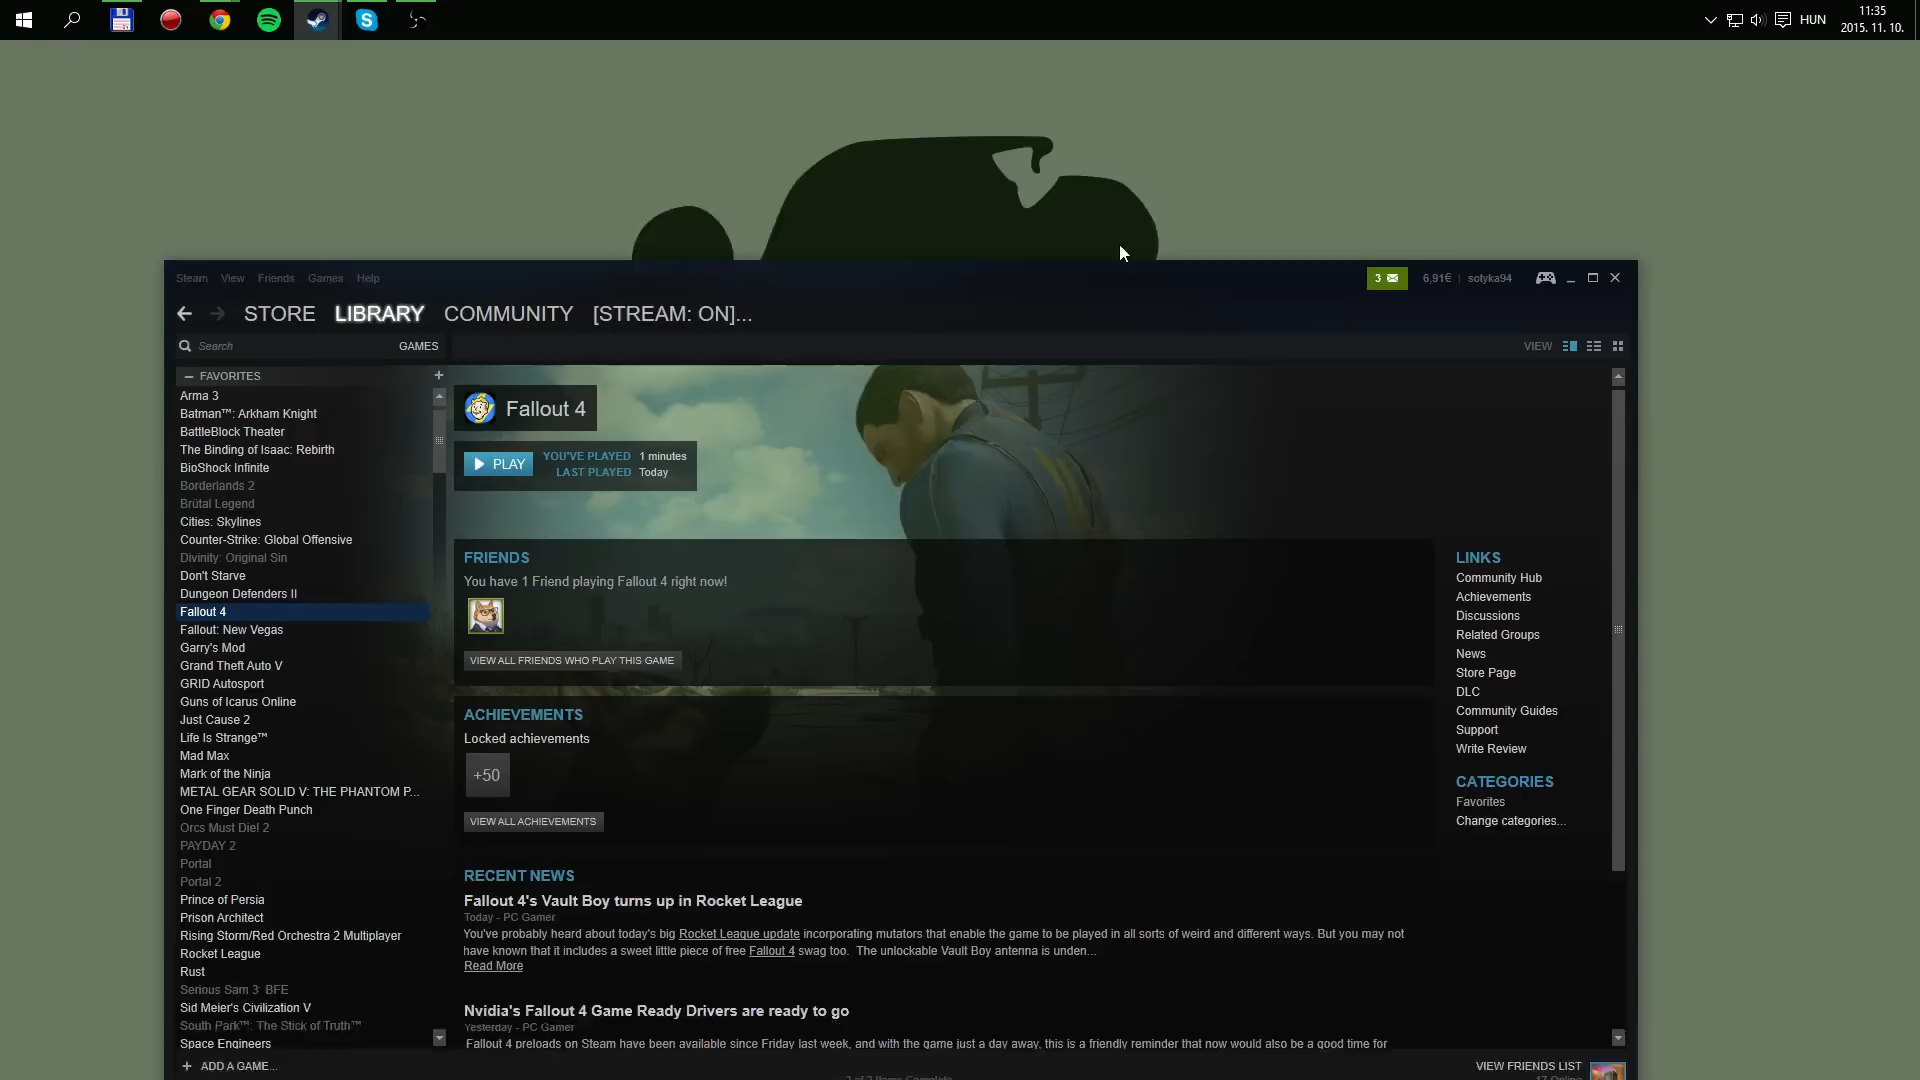 11:35
HUN
2015. 11. 10.
Steam View Friends Games Help
3
6,91€ | sotyka94
STORE LIBRARY COMMUNITY [STREAM: ON]...
Search
GAMES
VIEW
— FAVORITES +
Arma 3
Batman™: Arkham Knight
BattleBlock Theater
The Binding of Isaac: Rebirth
BioShock Infinite
Borderlands 2
Brütal Legend
Cities: Skylines
Counter-Strike: Global Offensive
Divinity: Original Sin
Don't Starve
Dungeon Defenders II
Fallout 4
Fallout: New Vegas
Garry's Mod
Grand Theft Auto V
GRID Autosport
Guns of Icarus Online
Just Cause 2
Life Is Strange™
Mad Max
Mark of the Ninja
METAL GEAR SOLID V: THE PHANTOM P...
One Finger Death Punch
Orcs Must Die! 2
PAYDAY 2
Portal
Portal 2
Prince of Persia
Prison Architect
Rising Storm/Red Orchestra 2 Multiplayer
Rocket League
Rust
Serious Sam 3: BFE
Sid Meier's Civilization V
South Park™: The Stick of Truth™
Space Engineers
+ ADD A GAME...
Fallout 4
PLAY
YOU'VE PLAYED 1 minutes
LAST PLAYED Today
FRIENDS
You have 1 Friend playing Fallout 4 right now!
VIEW ALL FRIENDS WHO PLAY THIS GAME
ACHIEVEMENTS
Locked achievements
+50
VIEW ALL ACHIEVEMENTS
RECENT NEWS
Fallout 4's Vault Boy turns up in Rocket League
Today - PC Gamer
You've probably heard about today's big Rocket League update incorporating mutators that enable the game to be played in all sorts of weird and different ways. But you may not
have known that it includes a sweet little piece of free Fallout 4 swag too. The unlockable Vault Boy antenna is unden...
Read More
Nvidia's Fallout 4 Game Ready Drivers are ready to go
Yesterday - PC Gamer
Fallout 4 preloads on Steam have been available since Friday last week, and with the game just a day away, this is a friendly reminder that now would also be a good time for
LINKS
Community Hub
Achievements
Discussions
Related Groups
News
Store Page
DLC
Community Guides
Support
Write Review
CATEGORIES
Favorites
Change categories...
VIEW FRIENDS LIST
17 Online